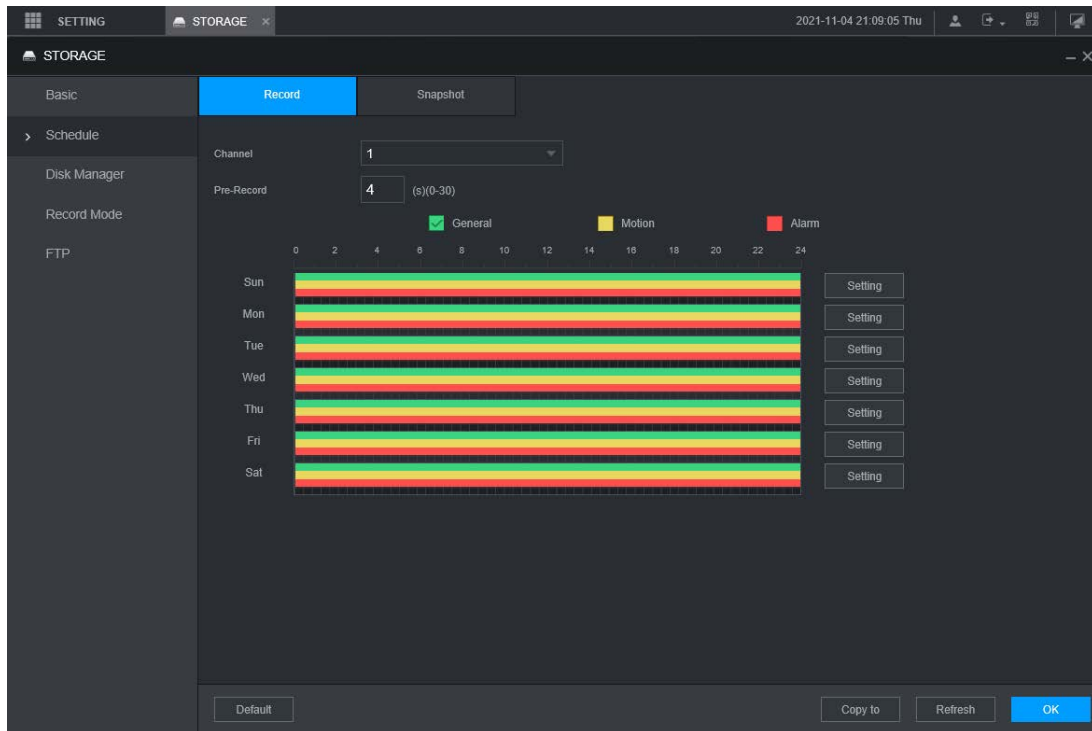 SETTING STORAGE × 2021-11-04 21:09:05 Thu
STORAGE
Basic
Schedule
Disk Manager
Record Mode
FTP
Record Snapshot
Channel 1
Pre-Record 4 (s)(0-30)
General Motion Alarm
0 2 4 6 8 10 12 14 16 18 20 22 24
Sun Setting
Mon Setting
Tue Setting
Wed Setting
Thu Setting
Fri Setting
Sat Setting
Default Copy to Refresh OK